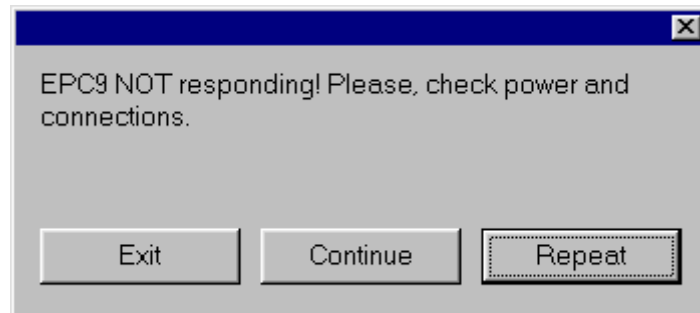 EPC9 NOT responding! Please, check power and
connections.
Exit Continue Repeat